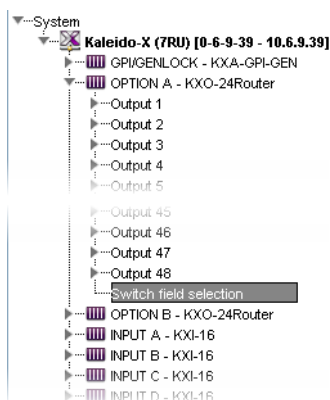 System
Kaleido-X (7RU) [0-6-9-39 - 10.6.9.39]
GPI/GENLOCK - KXA-GPI-GEN
OPTION A - KXO-24Router
Output 1
Output 2
Output 3
Output 4
Output 5
Output 45
Output 46
Output 47
Output 48
Switch field selection
OPTION B - KXO-24Router
INPUT A - KXI-16
INPUT B - KXI-16
INPUT C - KXI-16
INPUT D - KXI-16